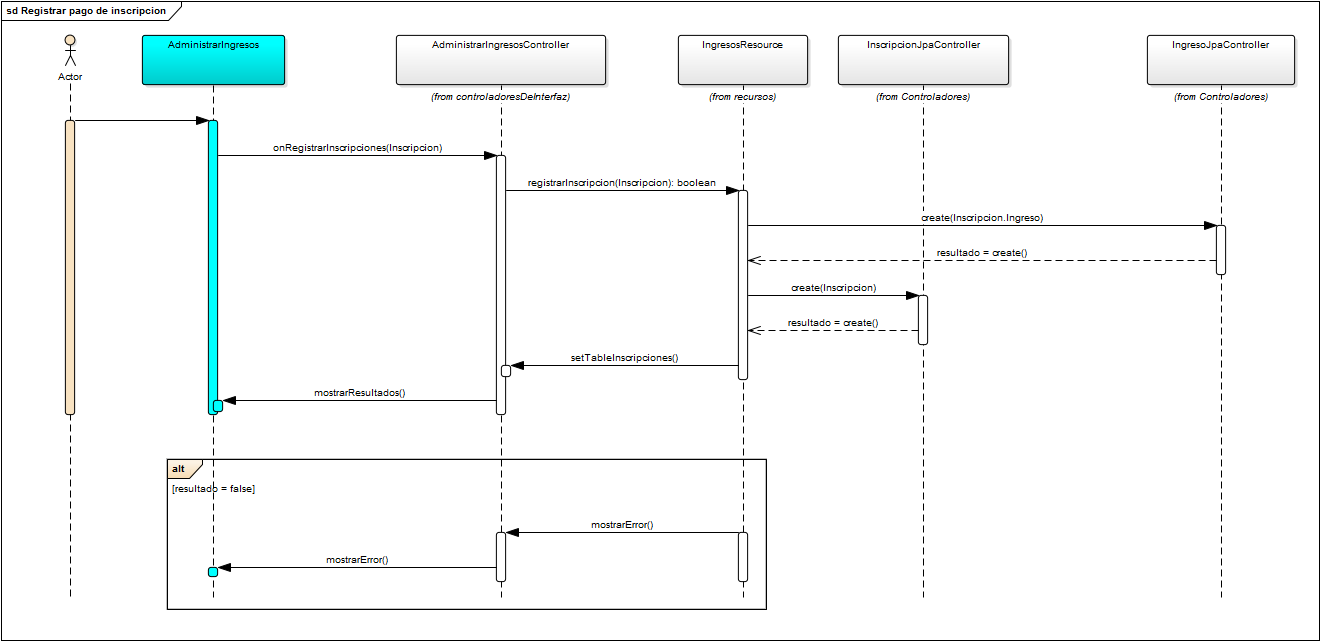 sd Registrar pago de inscripcion
Actor
AdministrarIngresos
AdministrarIngresosController
(from controladoresDeInterfaz)
IngresosResource
(from recursos)
InscripcionJpaController
(from Controladores)
IngresoJpaController
(from Controladores)
onRegistrarInscripciones(Inscripcion)
registrarInscripcion(Inscripcion): boolean
create(Inscripcion.Ingreso)
resultado = create()
create(Inscripcion)
resultado = create()
setTableInscripciones()
mostrarResultados()
alt
[resultado = false]
mostrarError()
mostrarError()